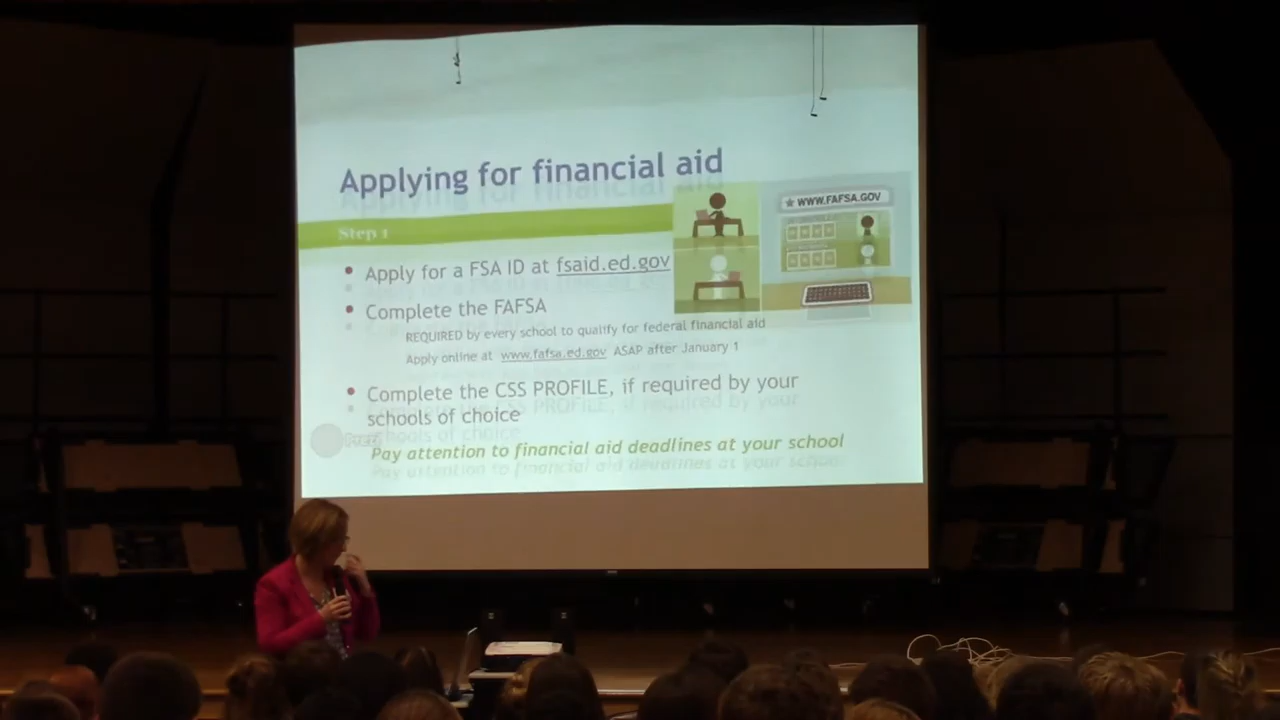 Applying for financial aid
WWW.FAFSA.GOV
Step 1
Apply for a FSA ID at fsaid.ed.gov
Complete the FAFSA
REQUIRED by every school to qualify for federal financial aid
Apply online at www.fafsa.ed.gov ASAP after January 1
Complete the CSS PROFILE, if required by your
schools of choice
Pay attention to financial aid deadlines at your school